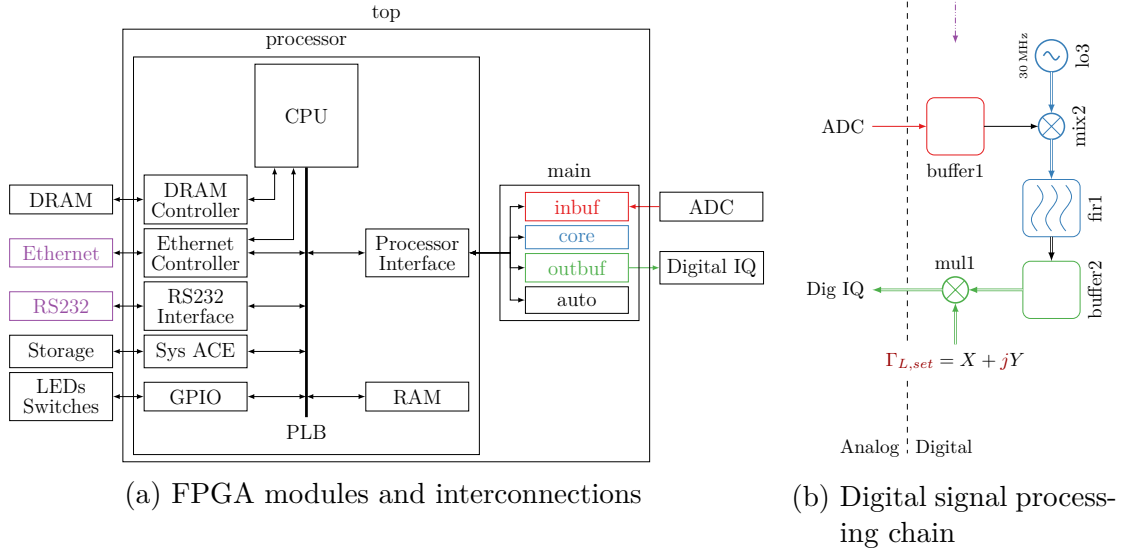 top
processor
CPU
main
DRAM
DRAM
Controller
inbuf
ADC
Ethernet
Ethernet
Controller
Processor
Interface
core
outbuf
Digital IQ
RS232
RS232
Interface
auto
Storage
Sys ACE
LEDs
Switches
GPIO
RAM
PLB
(a) FPGA modules and interconnections
30 MHz
lo3
ADC
mix2
buffer1
fir1
mul1
Dig IQ
buffer2
Γ_{L,set} = X + jY
Analog
Digital
(b) Digital signal process-
ing chain